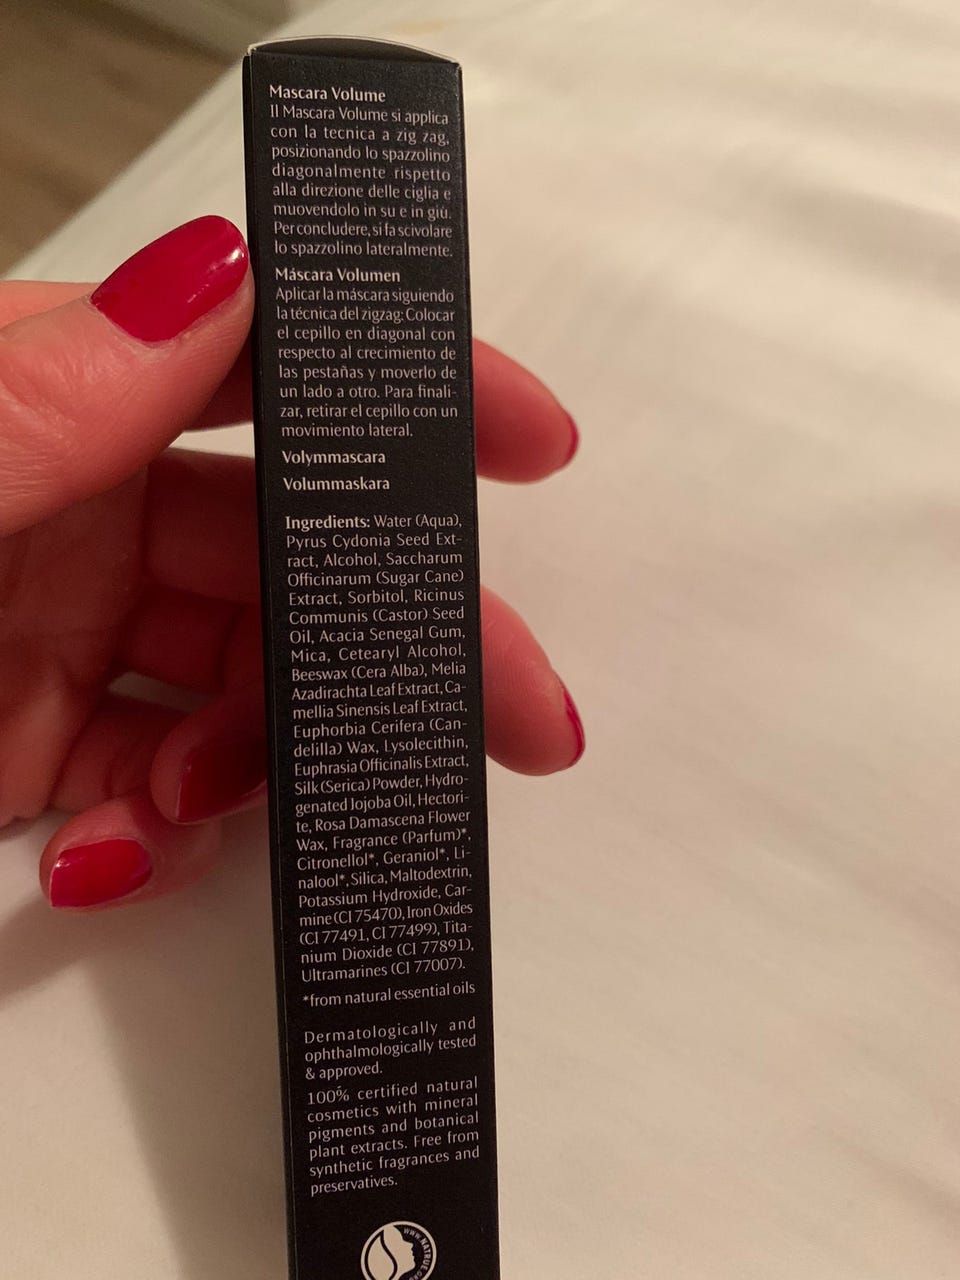 Mascara Volume
Il Mascara Volume si applica
con la tecnica a zig zag,
posizionando lo spazzolino
diagonalmente rispetto
alla direzione delle ciglia e
muovendolo in su e in giù.
Per concludere, si fa scivolare
lo spazzolino lateralmente.
Máscara Volumen
Aplicar la máscara siguiendo
la técnica del zigzag: Colocar
el cepillo en diagonal con
respecto al crecimiento de
las pestañas y moverlo de
un lado a otro. Para finali-
zar, retirar el cepillo con un
movimiento lateral.
Volymmascara
Volummaskara
Ingredients: Water (Aqua),
Pyrus Cydonia Seed Ext-
ract, Alcohol, Saccharum
Officinarum (Sugar Cane)
Extract, Sorbitol, Ricinus
Communis (Castor) Seed
Oil, Acacia Senegal Gum,
Mica, Cetearyl Alcohol,
Beeswax (Cera Alba), Melia
Azadirachta Leaf Extract, Ca-
mellia Sinensis Leaf Extract,
Euphorbia Cerifera (Can-
delilla) Wax, Lysolecithin,
Euphrasia Officinalis Extract,
Silk (Serica) Powder, Hydro-
genated Jojoba Oil, Hectori-
te, Rosa Damascena Flower
Wax, Fragrance (Parfum)*,
Citronellol*, Geraniol*, Li-
nalool*, Silica, Maltodextrin,
Potassium Hydroxide, Car-
mine (CI 75470), Iron Oxides
(CI 77491, CI 77499), Tita-
nium Dioxide (CI 77891),
Ultramarines (CI 77007).
*from natural essential oils
Dermatologically and
ophthalmologically tested
& approved.
100% certified natural
cosmetics with mineral
pigments and botanical
plant extracts. Free from
synthetic fragrances and
preservatives.
WWW.NATRUE.